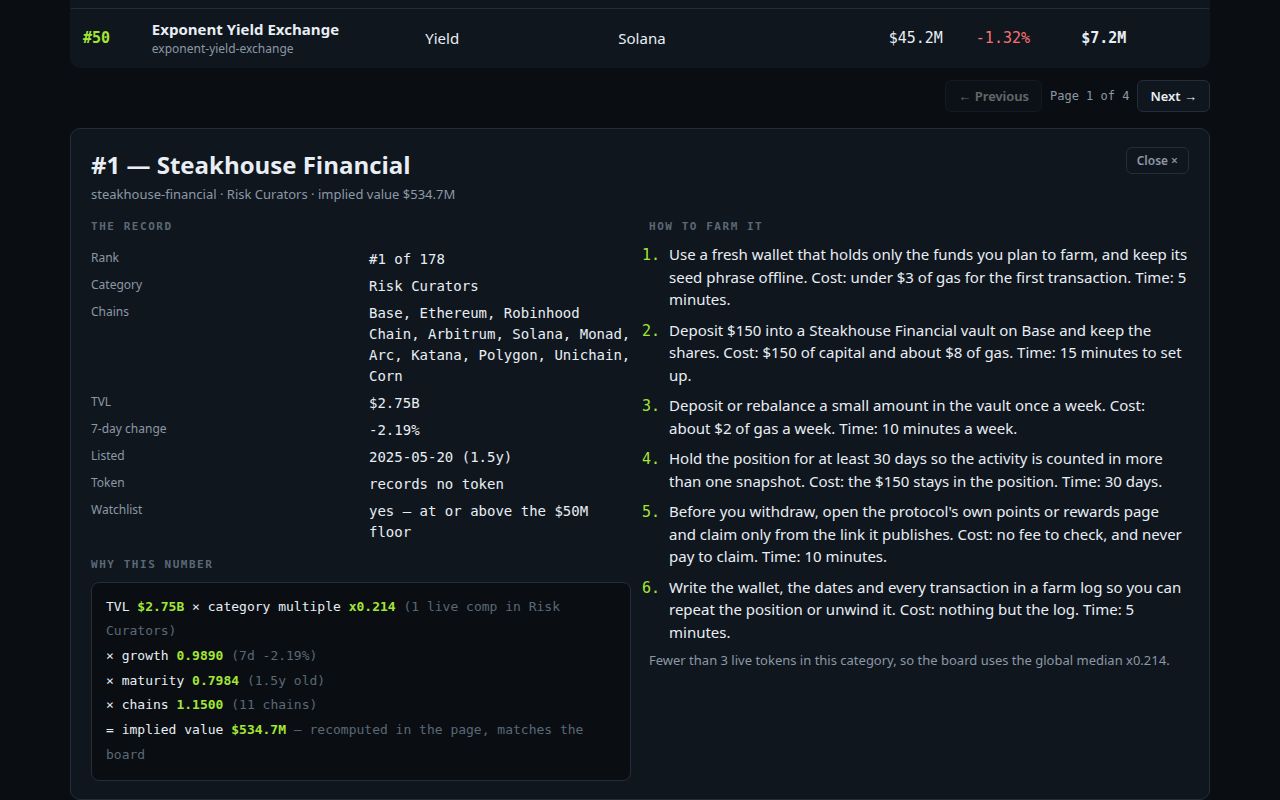 #50 Exponent Yield Exchange Yield Solana $45.2M -1.32% $7.2M
exponent-yield-exchange
← Previous Page 1 of 4 Next →
#1 — Steakhouse Financial
Close ×
steakhouse-financial · Risk Curators · implied value $534.7M
THE RECORD
Rank #1 of 178
Category Risk Curators
Chains Base, Ethereum, Robinhood
Chain, Arbitrum, Solana, Monad,
Arc, Katana, Polygon, Unichain,
Corn
TVL $2.75B
7-day change -2.19%
Listed 2025-05-20 (1.5y)
Token records no token
Watchlist yes — at or above the $50M
floor
WHY THIS NUMBER
TVL $2.75B × category multiple x0.214 (1 live comp in Risk
Curators)
× growth 0.9890 (7d -2.19%)
× maturity 0.7984 (1.5y old)
× chains 1.1500 (11 chains)
= implied value $534.7M — recomputed in the page, matches the
board
HOW TO FARM IT
1. Use a fresh wallet that holds only the funds you plan to farm, and keep its
seed phrase offline. Cost: under $3 of gas for the first transaction. Time: 5
minutes.
2. Deposit $150 into a Steakhouse Financial vault on Base and keep the
shares. Cost: $150 of capital and about $8 of gas. Time: 15 minutes to set
up.
3. Deposit or rebalance a small amount in the vault once a week. Cost:
about $2 of gas a week. Time: 10 minutes a week.
4. Hold the position for at least 30 days so the activity is counted in more
than one snapshot. Cost: the $150 stays in the position. Time: 30 days.
5. Before you withdraw, open the protocol's own points or rewards page
and claim only from the link it publishes. Cost: no fee to check, and never
pay to claim. Time: 10 minutes.
6. Write the wallet, the dates and every transaction in a farm log so you can
repeat the position or unwind it. Cost: nothing but the log. Time: 5
minutes.
Fewer than 3 live tokens in this category, so the board uses the global median x0.214.